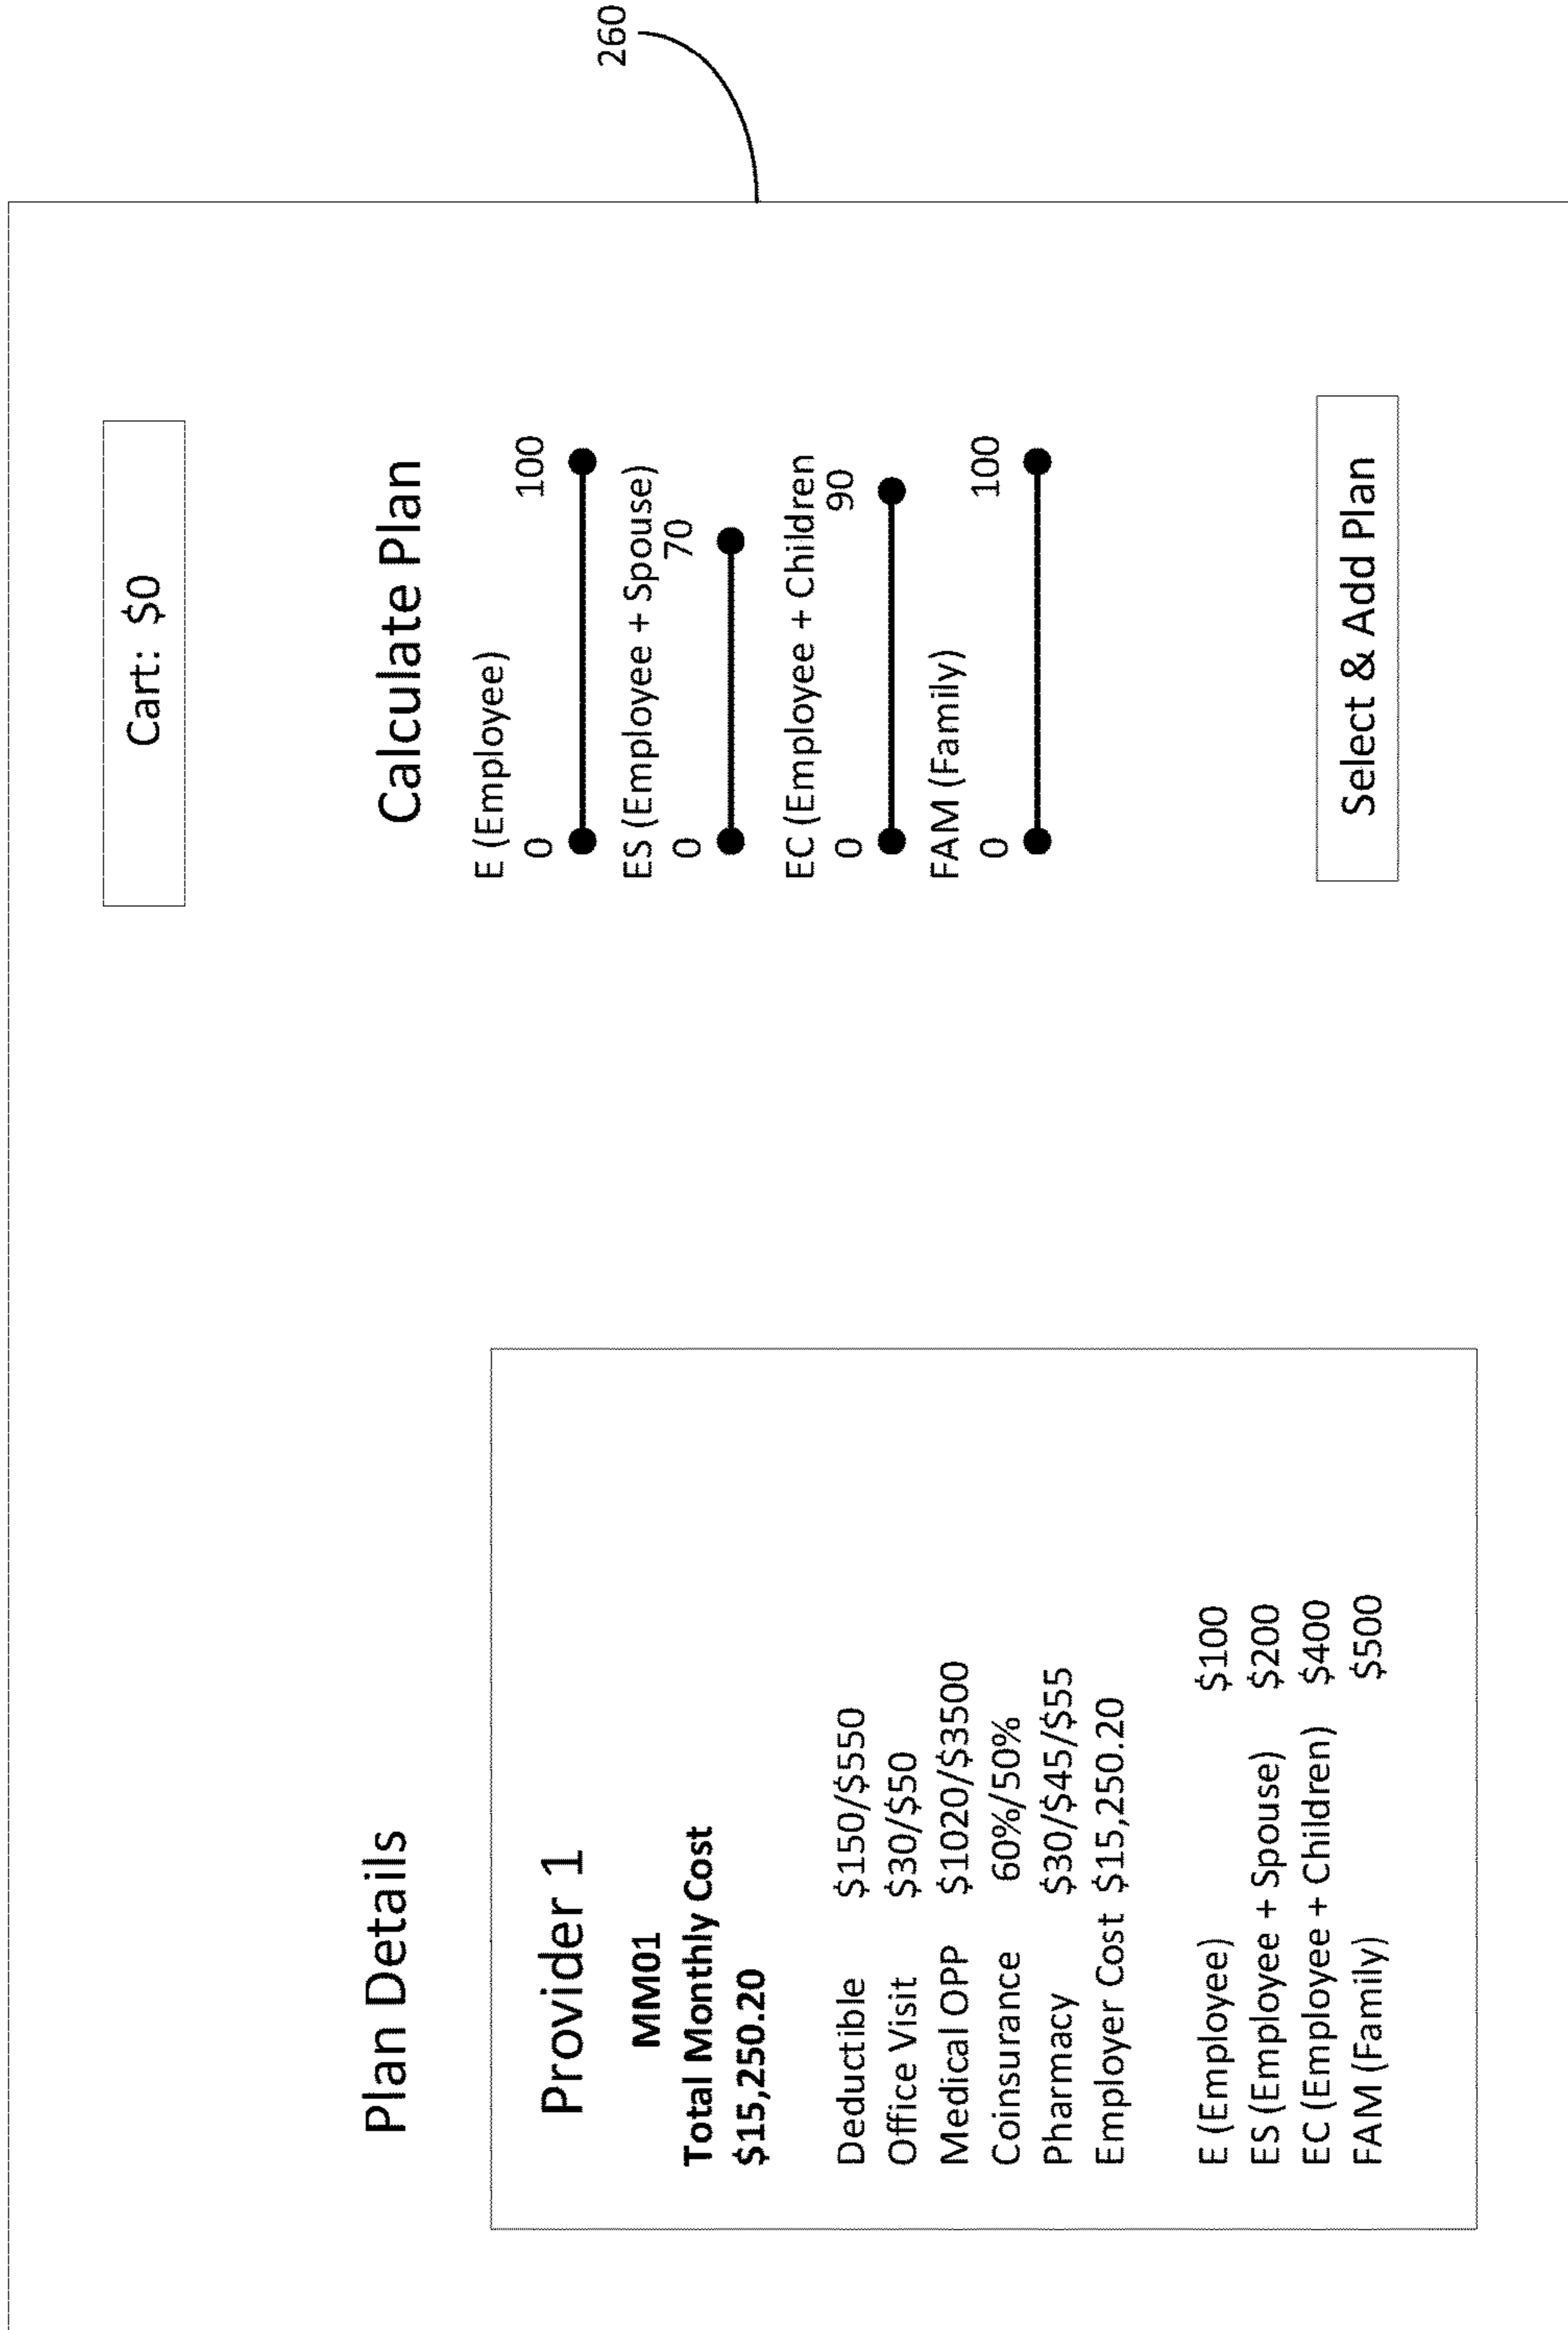 260
Cart: $0
Plan Details
Calculate Plan
Provider 1
MM01
Total Monthly Cost
$15,250.20
Deductible $150/$550
Office Visit $30/$50
Medical OPP $1020/$3500
Coinsurance 60%/50%
Pharmacy $30/$45/$55
Employer Cost $15,250.20
E (Employee) $100
ES (Employee + Spouse) $200
EC (Employee + Children) $400
FAM (Family) $500
E (Employee)
0 100
ES (Employee + Spouse)
0 70
EC (Employee + Children
0 90
FAM (Family)
0 100
Select & Add Plan